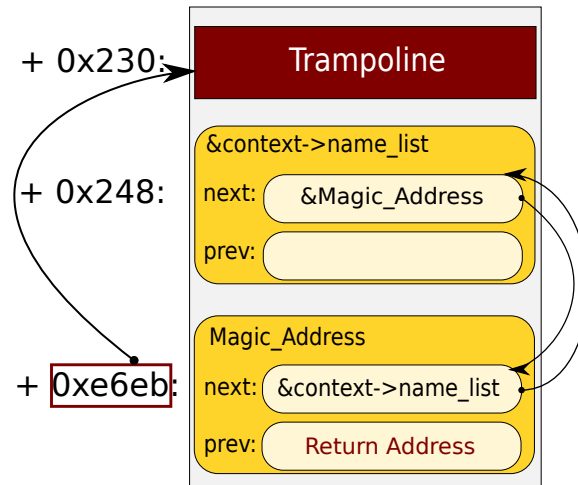 + 0x230:
Trampoline
&context->name_list
+ 0x248:
next:
&Magic_Address
prev:
Magic_Address
+ 0xe6eb:
next:
&context->name_list
prev:
Return Address